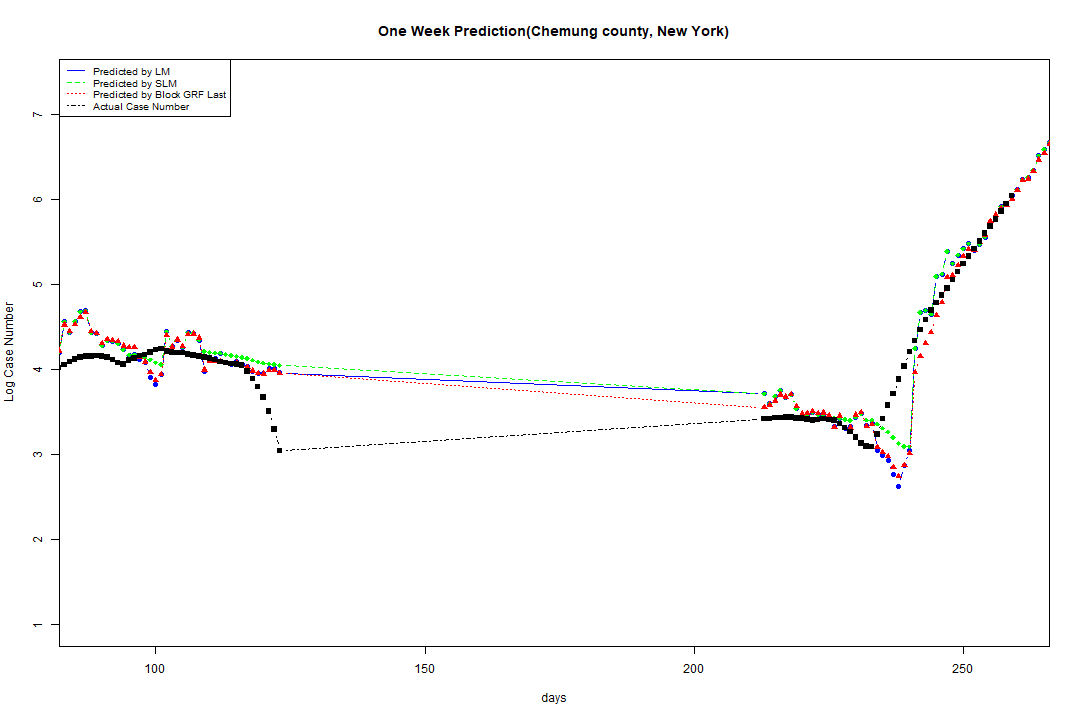 One Week Prediction(Chemung county, New York)
Predicted by LM
Predicted by SLM
Predicted by Block GRF Last
Actual Case Number
7
6
5
4
3
2
1
Log Case Number
100
150
200
250
days